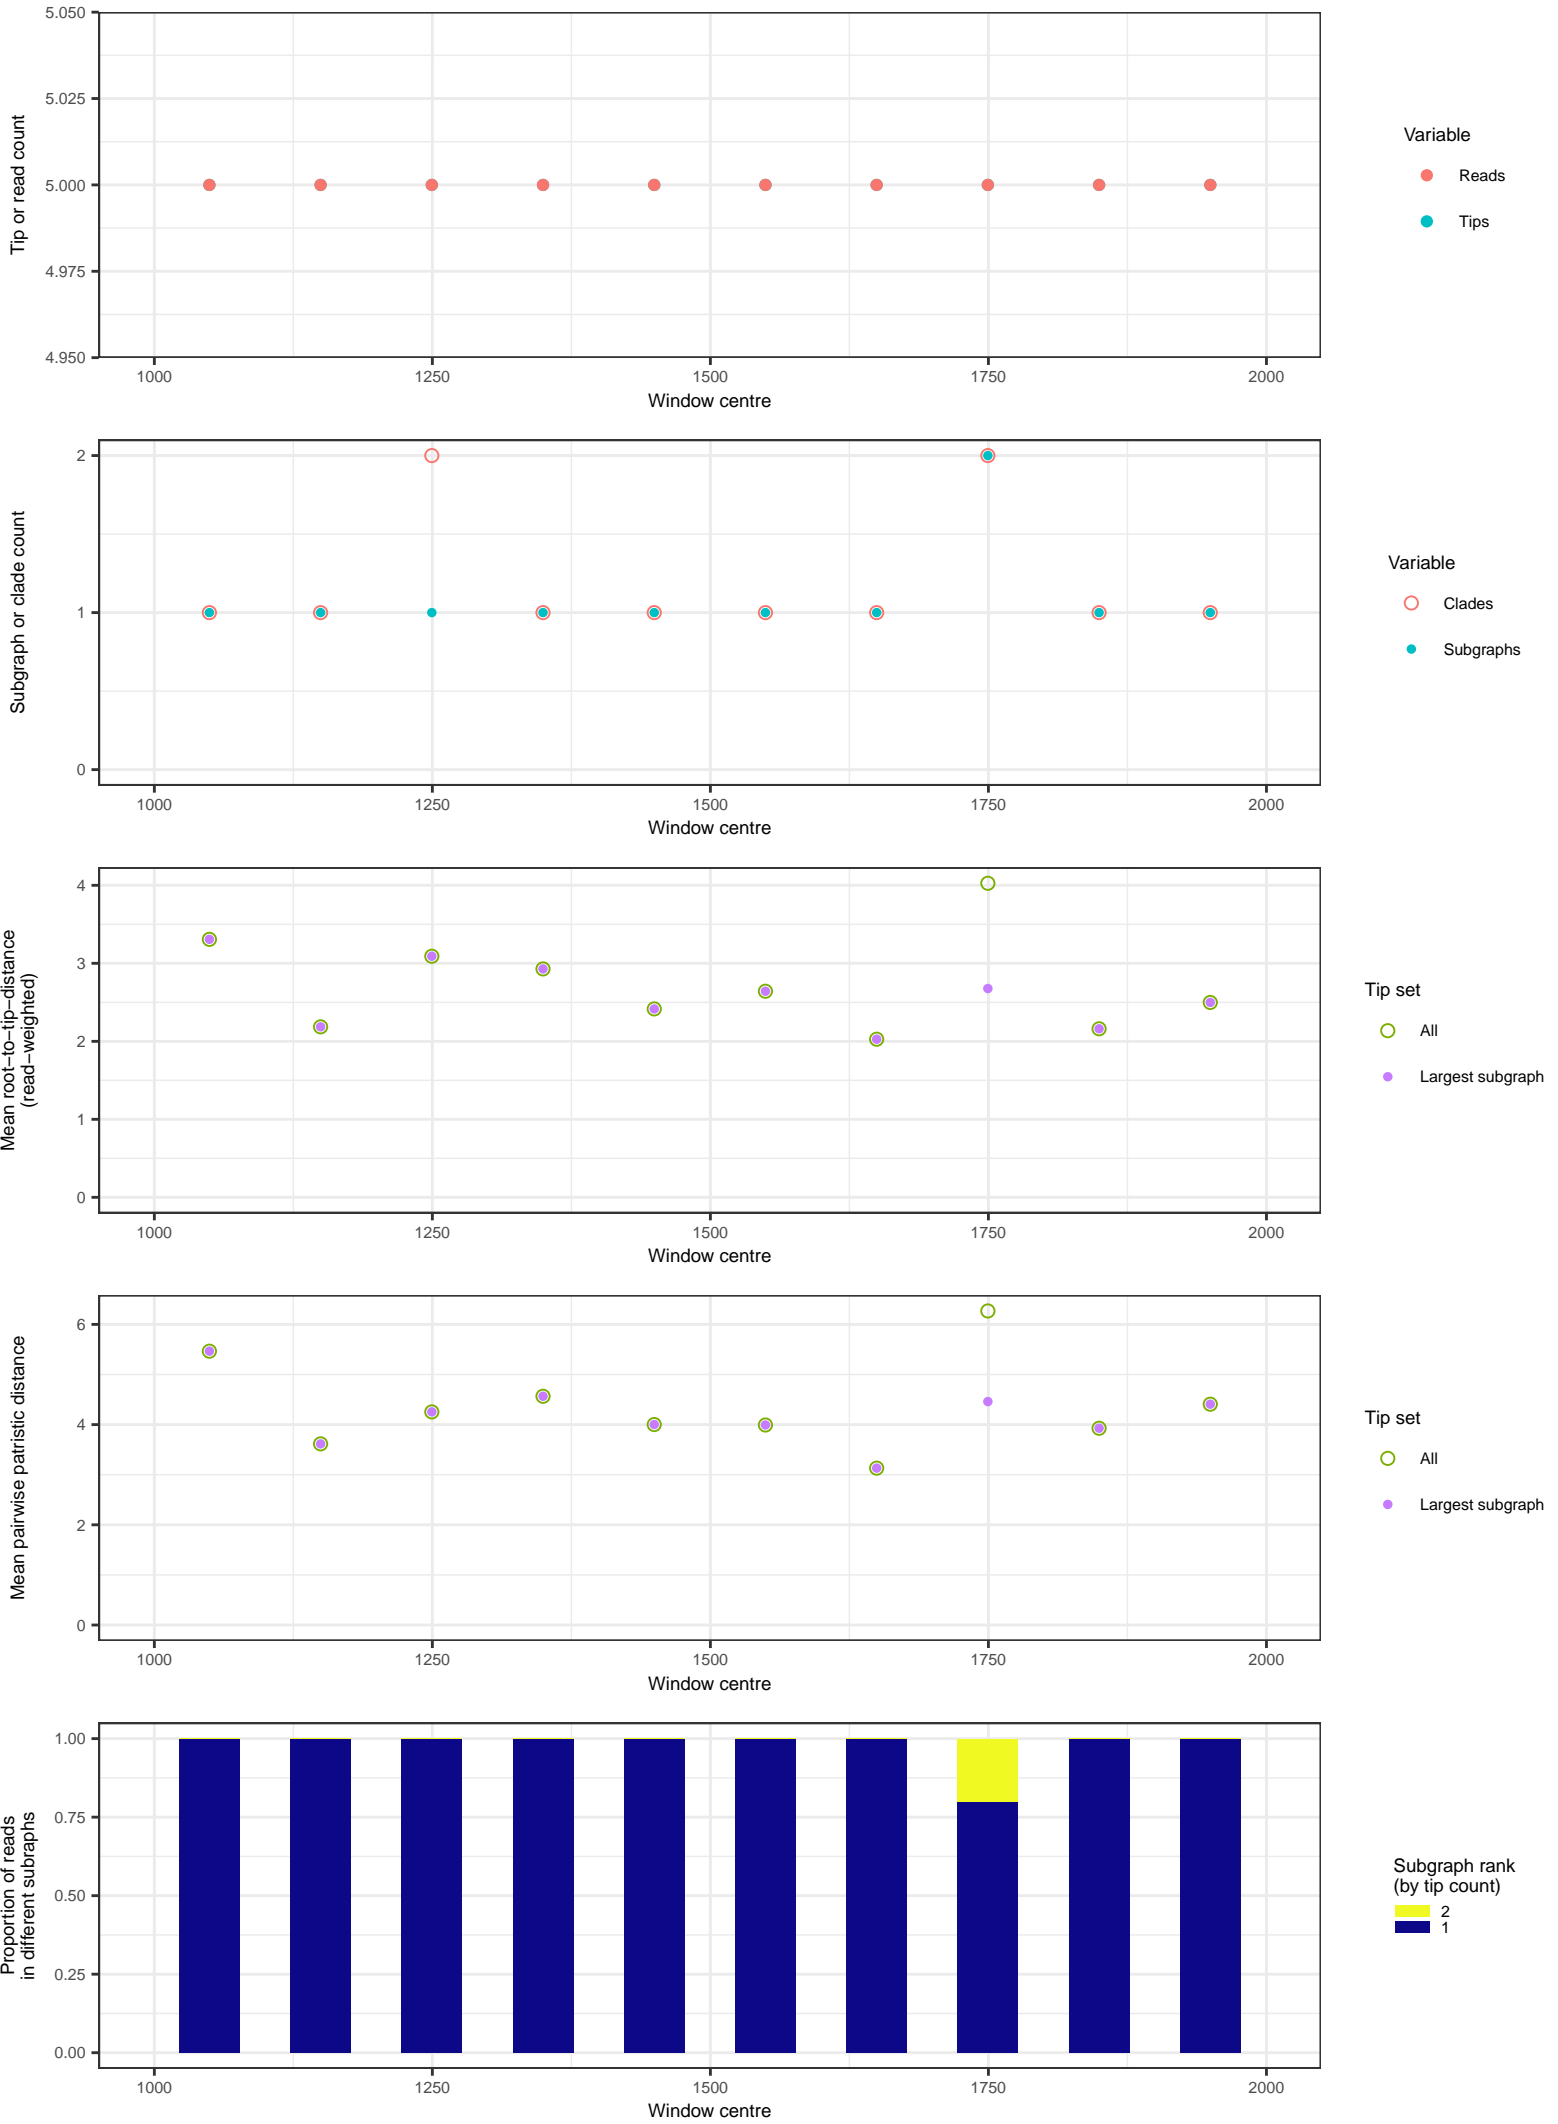 5.050
5.025
5.000
4.975
4.950
Tip or read count
1000 1250 1500 1750 2000
Window centre
Variable
Reads
Tips
2
1
0
Subgraph or clade count
1000 1250 1500 1750 2000
Window centre
Variable
Clades
Subgraphs
4
3
2
1
0
Mean root−to−tip−distance
(read−weighted)
1000 1250 1500 1750 2000
Window centre
Tip set
All
Largest subgraph
6
4
2
0
Mean pairwise patristic distance
1000 1250 1500 1750 2000
Window centre
Tip set
All
Largest subgraph
1.00
0.75
0.50
0.25
0.00
Proportion of reads
in different subraphs
1000 1250 1500 1750 2000
Window centre
Subgraph rank
(by tip count)
2
1